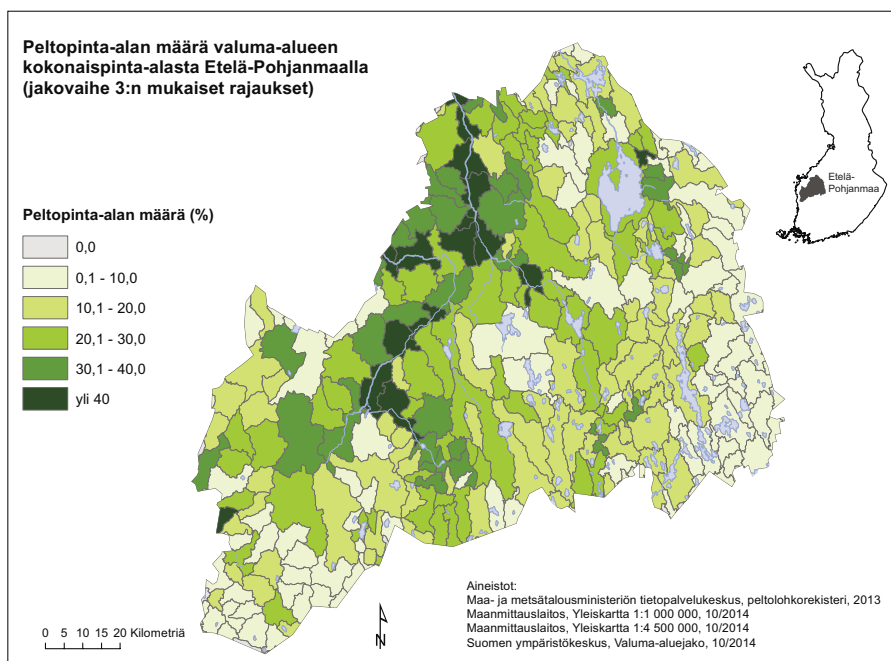 Peltopinta-alan määrä valuma-alueen
kokonaispinta-alasta Etelä-Pohjanmaalla
(jakovaihe 3:n mukaiset rajaukset)
Etelä-
Pohjanmaa
Peltopinta-alan määrä (%)
0,0
0,1 - 10,0
10,1 - 20,0
20,1 - 30,0
30,1 - 40,0
yli 40
Aineistot:
Maa- ja metsätalousministeriön tietopalvelukeskus, peltolohkorekisteri, 2013
Maanmittauslaitos, Yleiskartta 1:1 000 000, 10/2014
Maanmittauslaitos, Yleiskartta 1:4 500 000, 10/2014
Suomen ympäristökeskus, Valuma-aluejako, 10/2014
0 5 10 15 20 Kilometriä
N